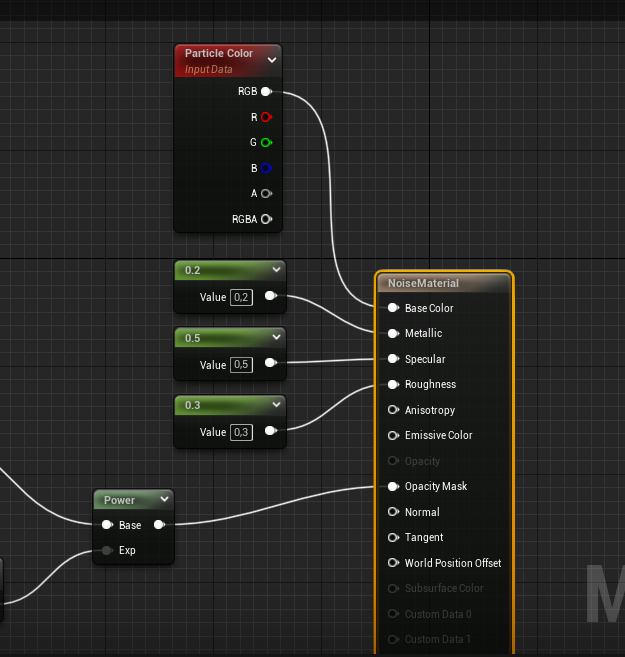 Particle Color
Input Data
RGB
R
G
B
A
RGBA
0.2
Value 0,2
0.5
Value 0,5
0.3
Value 0,3
Power
Base
Exp
NoiseMaterial
Base Color
Metallic
Specular
Roughness
Anisotropy
Emissive Color
Opacity
Opacity Mask
Normal
Tangent
World Position Offset
Subsurface Color
Custom Data 0
Custom Data 1
M